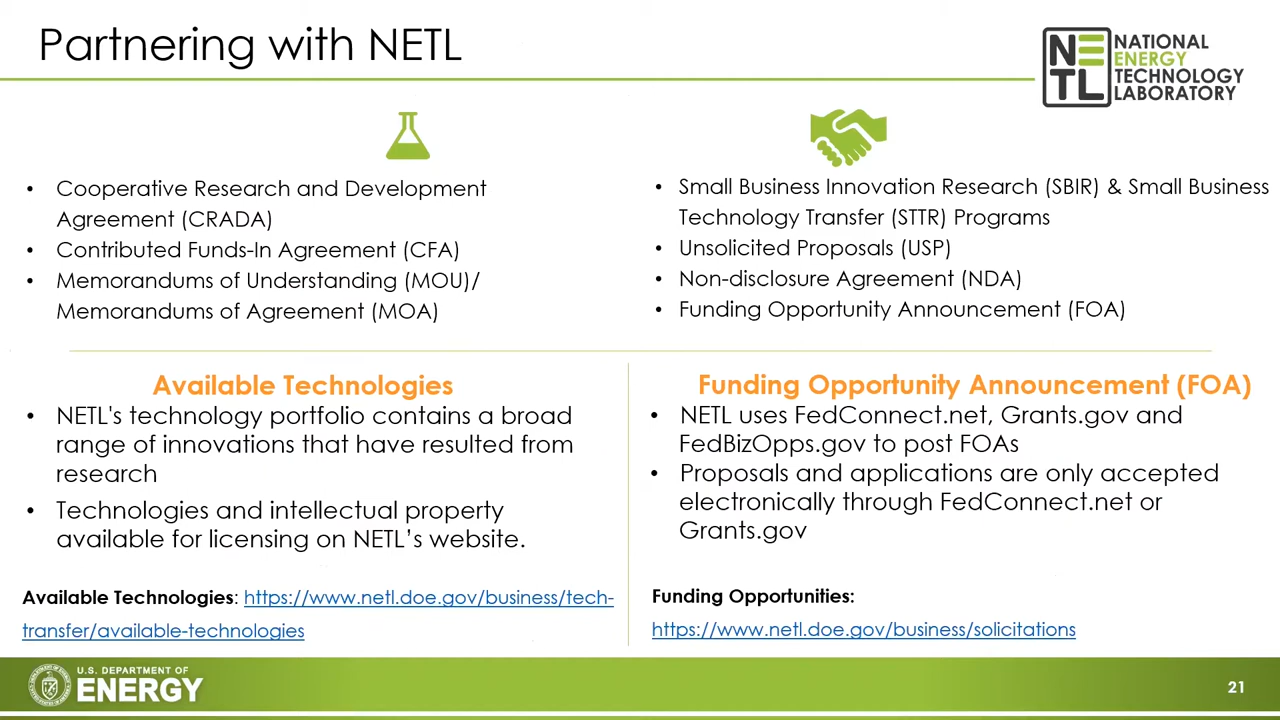 Partnering with NETL
NETL
NATIONAL
ENERGY
TECHNOLOGY
LABORATORY
• Cooperative Research and Development
Agreement (CRADA)
• Contributed Funds-In Agreement (CFA)
• Memorandums of Understanding (MOU)/
Memorandums of Agreement (MOA)
• Small Business Innovation Research (SBIR) & Small Business
Technology Transfer (STTR) Programs
• Unsolicited Proposals (USP)
• Non-disclosure Agreement (NDA)
• Funding Opportunity Announcement (FOA)
Available Technologies
• NETL's technology portfolio contains a broad
range of innovations that have resulted from
research
• Technologies and intellectual property
available for licensing on NETL’s website.
Available Technologies: https://www.netl.doe.gov/business/tech-
transfer/available-technologies
Funding Opportunity Announcement (FOA)
• NETL uses FedConnect.net, Grants.gov and
FedBizOpps.gov to post FOAs
• Proposals and applications are only accepted
electronically through FedConnect.net or
Grants.gov
Funding Opportunities:
https://www.netl.doe.gov/business/solicitations
U.S. DEPARTMENT OF
ENERGY
21